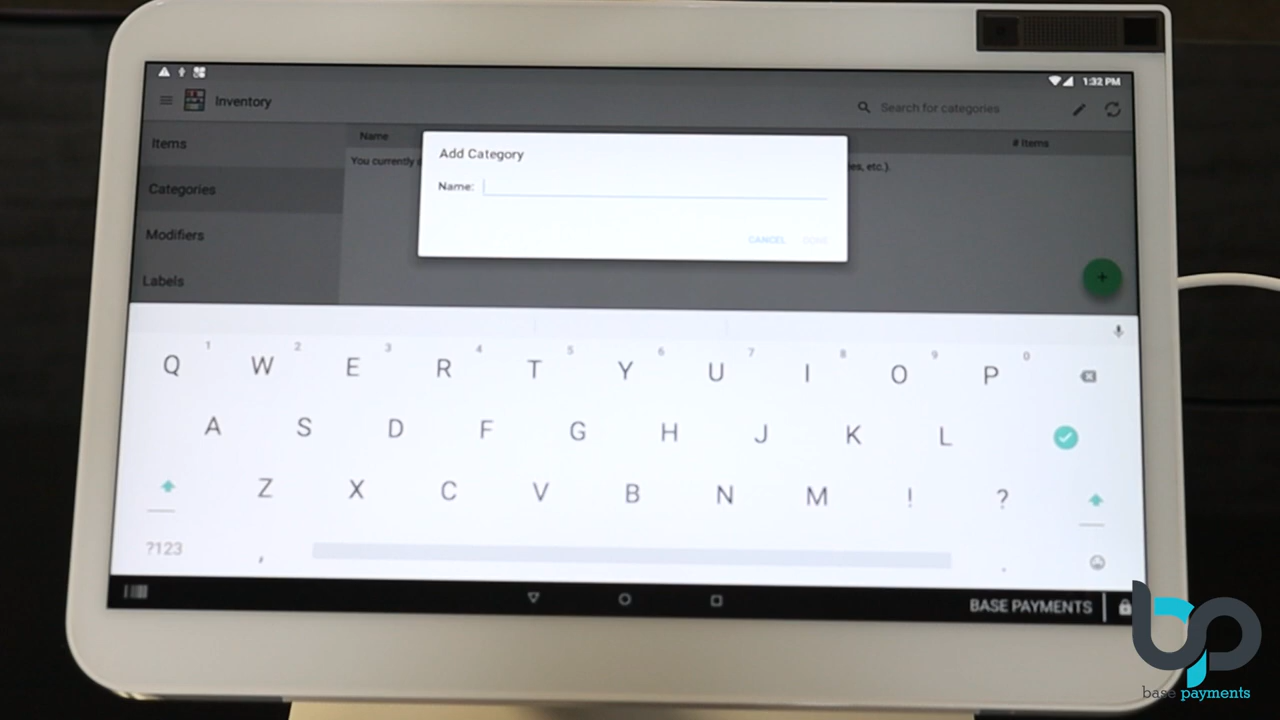 1:32 PM
Inventory
Search for categories
Items
Categories
Modifiers
Labels
Name
# Items
You currently
etc.).
Add Category
Name:
CANCEL DONE
1 2 3 4 5 6 7 8 9 0
Q W E R T Y U I O P
A S D F G H J K L
Z X C V B N M ! ?
?123 , .
BASE PAYMENTS
bp
base payments